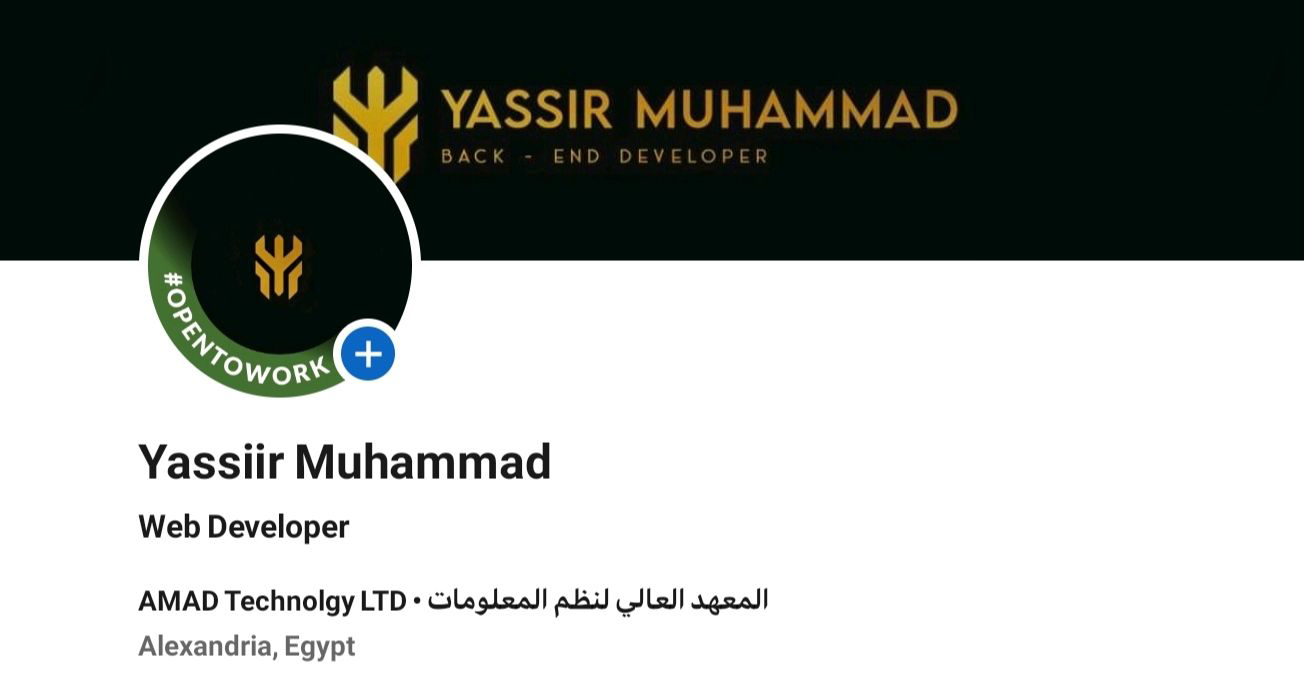 YASSIR MUHAMMAD
BACK - END DEVELOPER
#OPENTOWORK
Yassiir Muhammad
Web Developer
AMAD Technolgy LTD • المعهد العالي لنظم المعلومات
Alexandria, Egypt